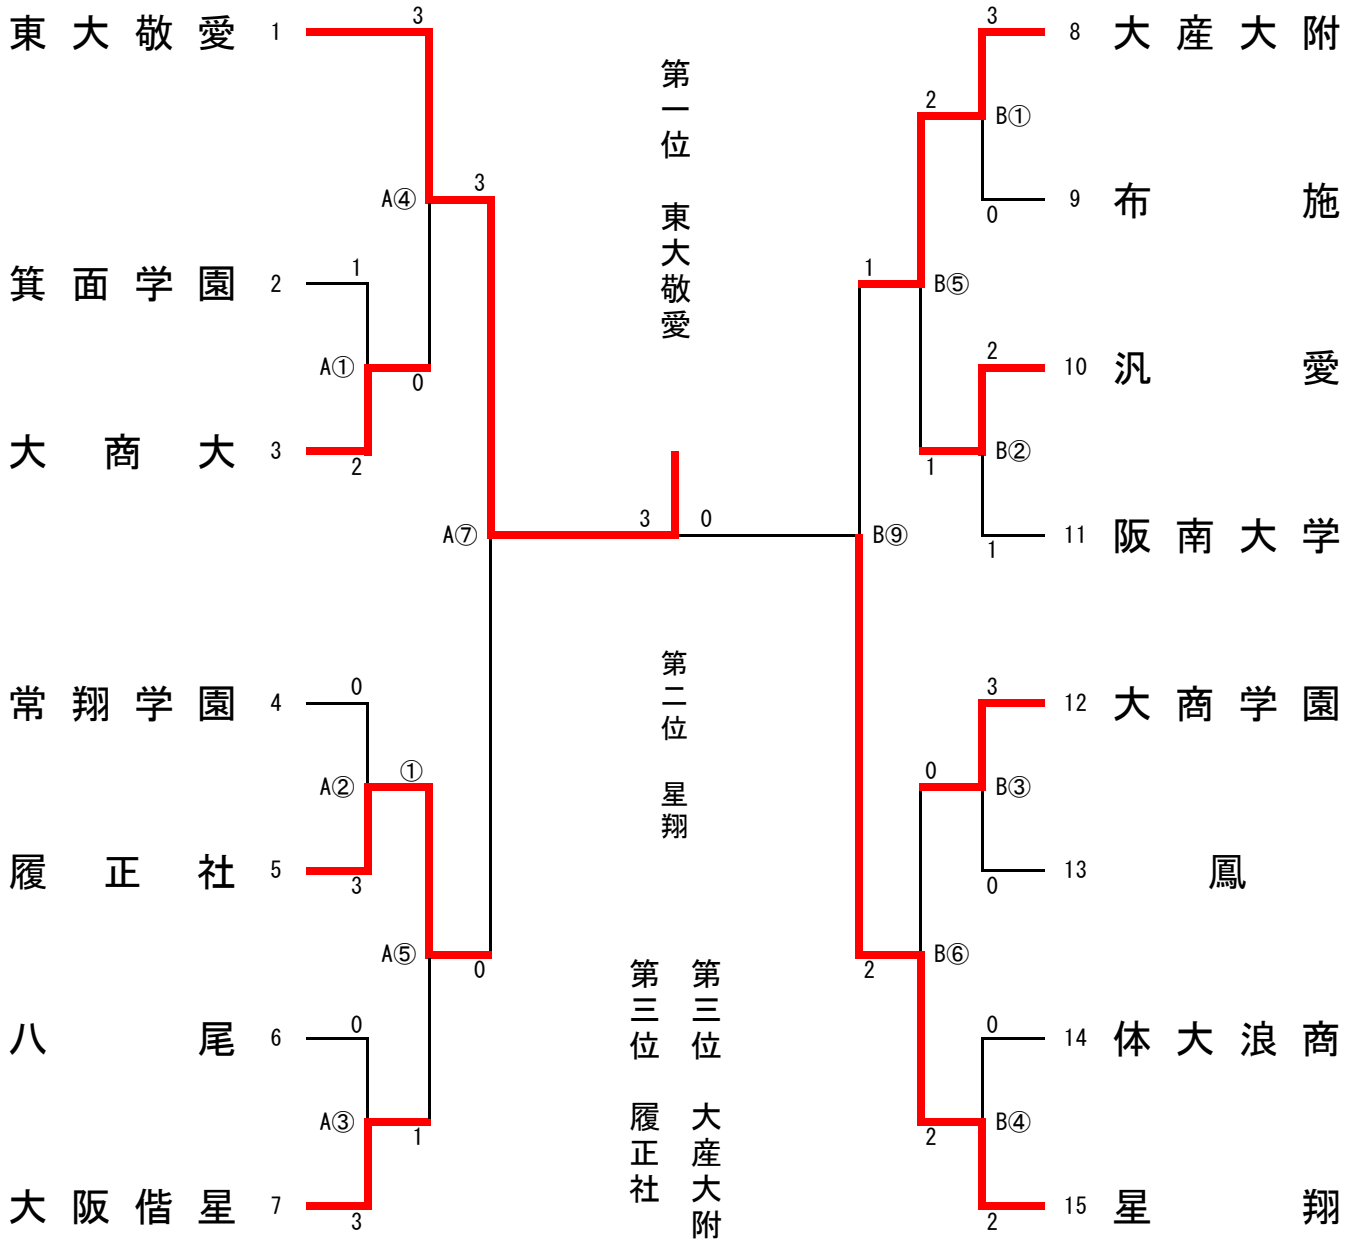 東大敬愛 1
3
A④
3
箕面学園 2
1
A①
0
大商大 3
2
A⑦
3
0
常翔学園 4
0
A②
①
履正社 5
3
A⑤
0
八尾 6
0
A③
1
大阪偕星 7
3
第一位 東大敬愛
第二位 星翔
第三位 大産大附
第三位 履正社
3
8 大産大附
2
B①
0
9 布施
1
B⑤
2
10 汎愛
1
B②
1
11 阪南大学
B⑨
3
12 大商学園
0
B③
0
13 鳳
2
B⑥
0
14 体大浪商
2
B④
2
15 星翔